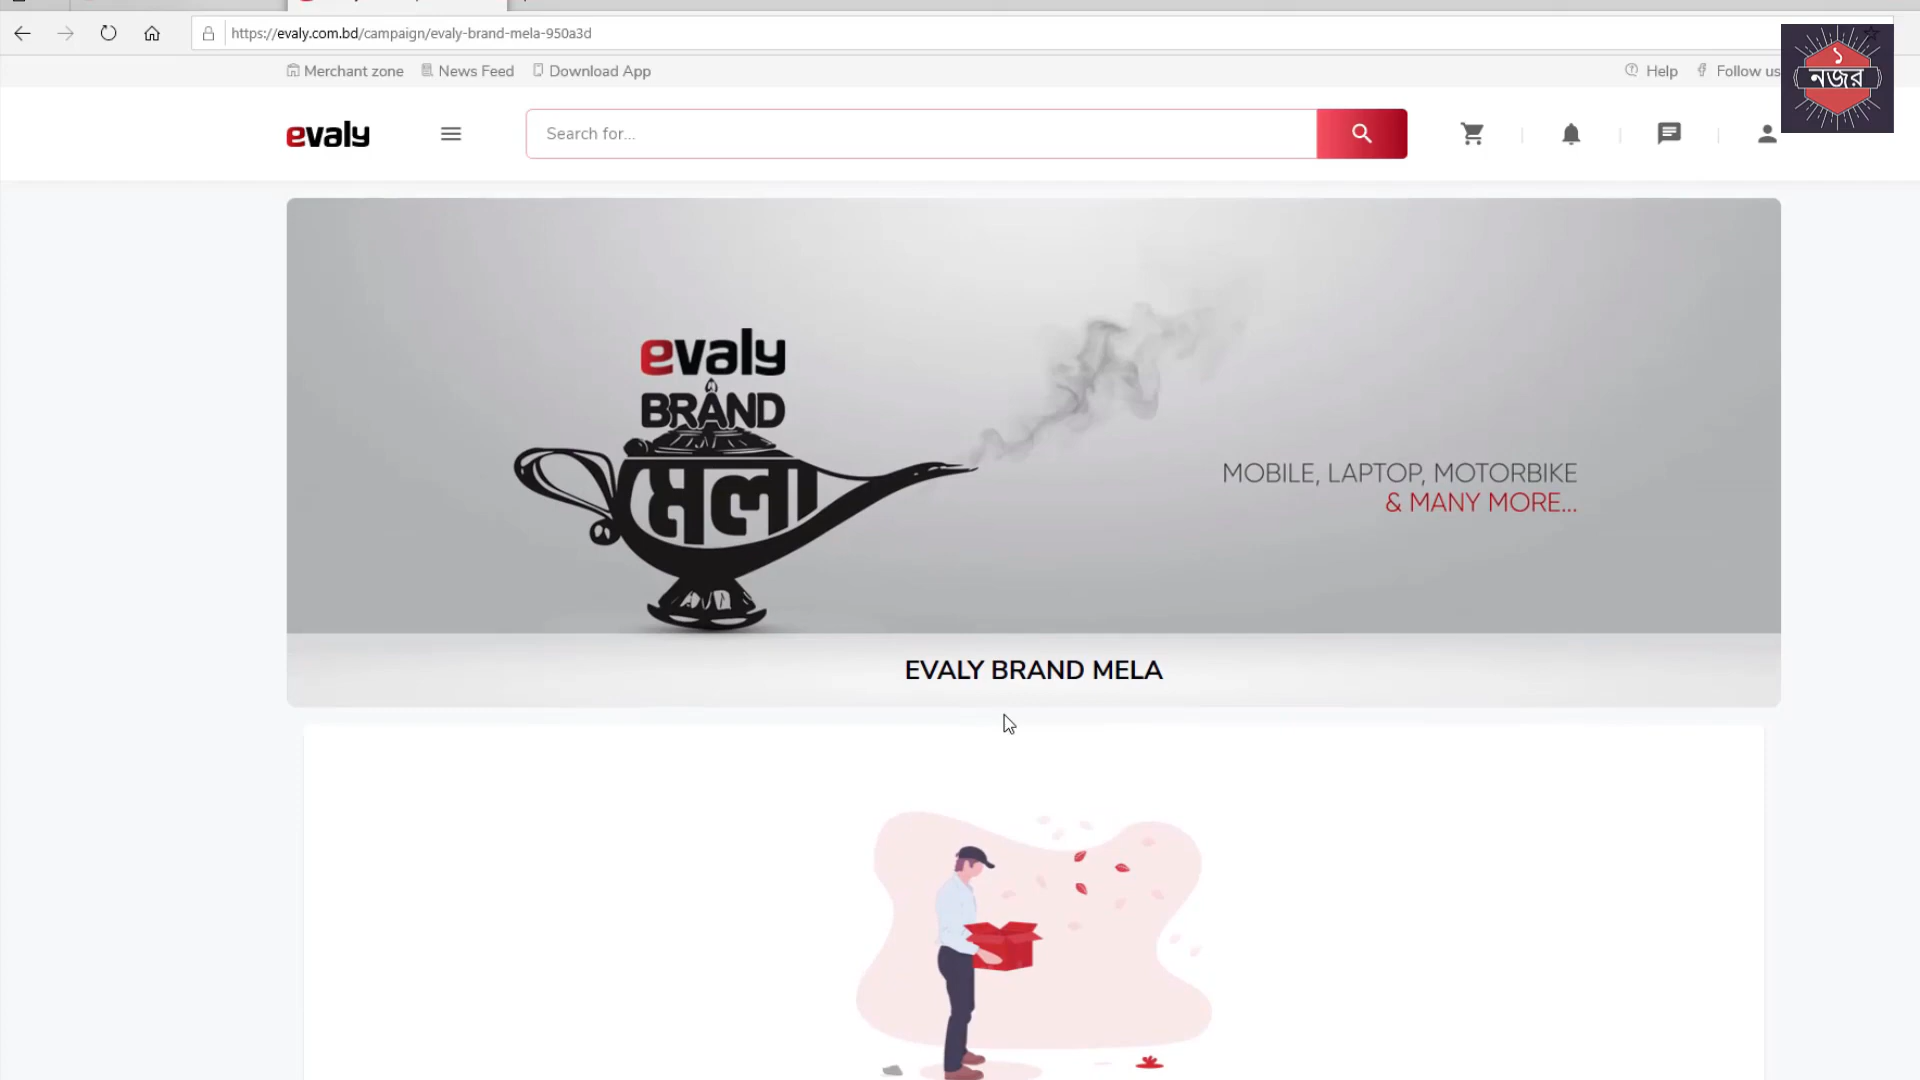 https://evaly.com.bd/campaign/evaly-brand-mela-950a3d
Merchant zone News Feed Download App Help Follow us
১
নজর
evaly Search for...
evaly
BRAND
মেলা
MOBILE, LAPTOP, MOTORBIKE
& MANY MORE...
EVALY BRAND MELA